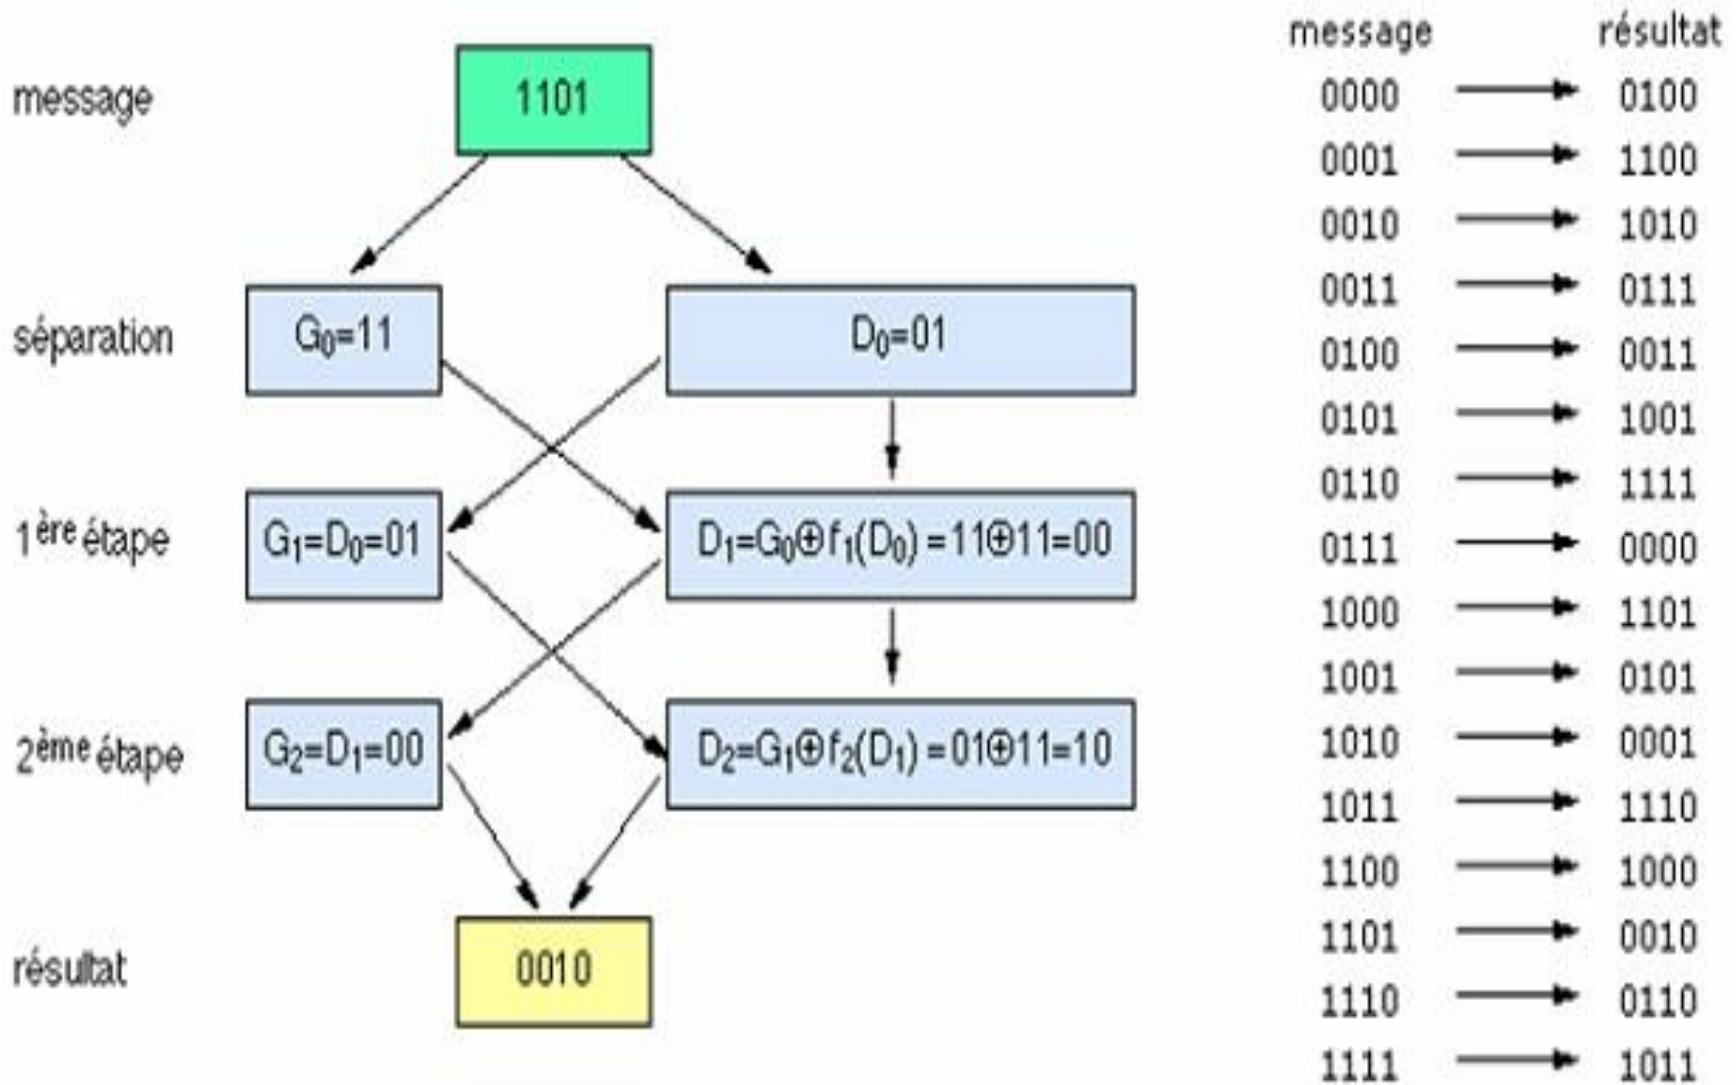 message
1101
séparation
G₀=11
D₀=01
1ère étape
G₁=D₀=01
D₁=G₀⊕f₁(D₀) = 11⊕11=00
2ème étape
G₂=D₁=00
D₂=G₁⊕f₂(D₁) = 01⊕11=10
résultat
0010
message résultat
0000 0100
0001 1100
0010 1010
0011 0111
0100 0011
0101 1001
0110 1111
0111 0000
1000 1101
1001 0101
1010 0001
1011 1110
1100 1000
1101 0010
1110 0110
1111 1011